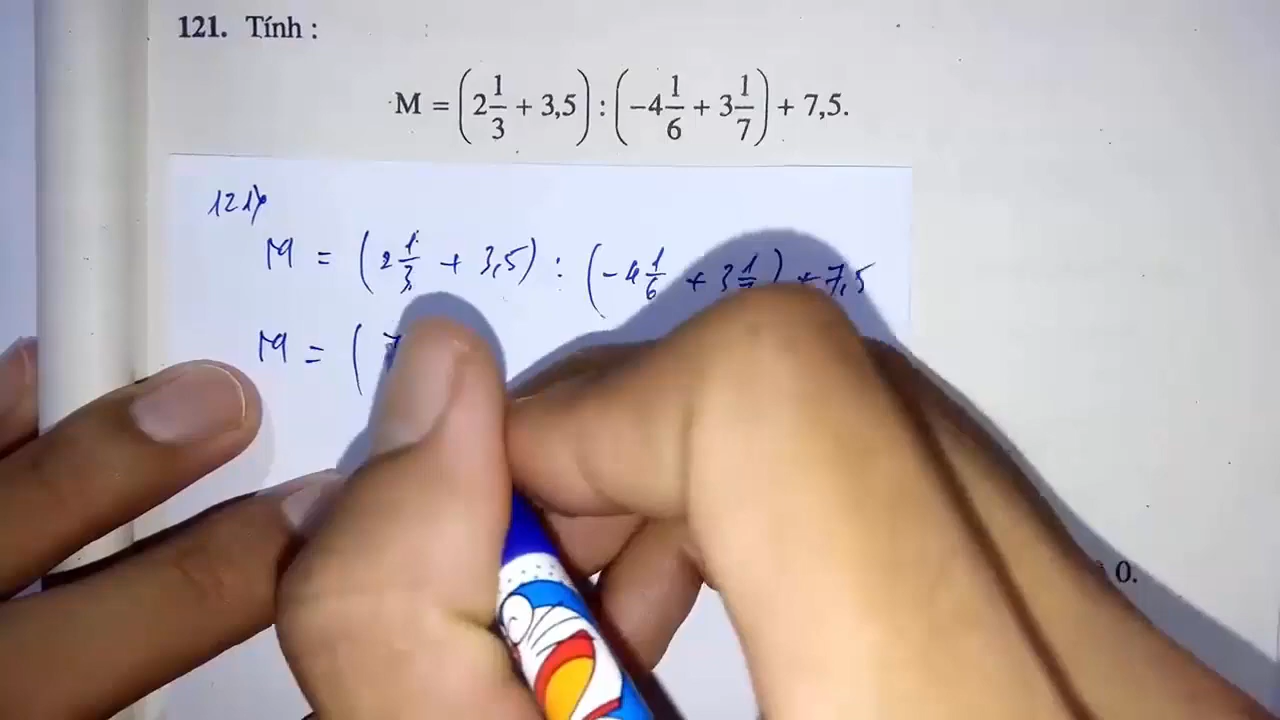 121. Tính :
M = (2 1/3 + 3,5) : (−4 1/6 + 3 1/7) + 7,5.
121)
M = (2 1/3 + 3,5) : (−4 1/6 + 3 1/7) + 7,5
M = ( 7
0.